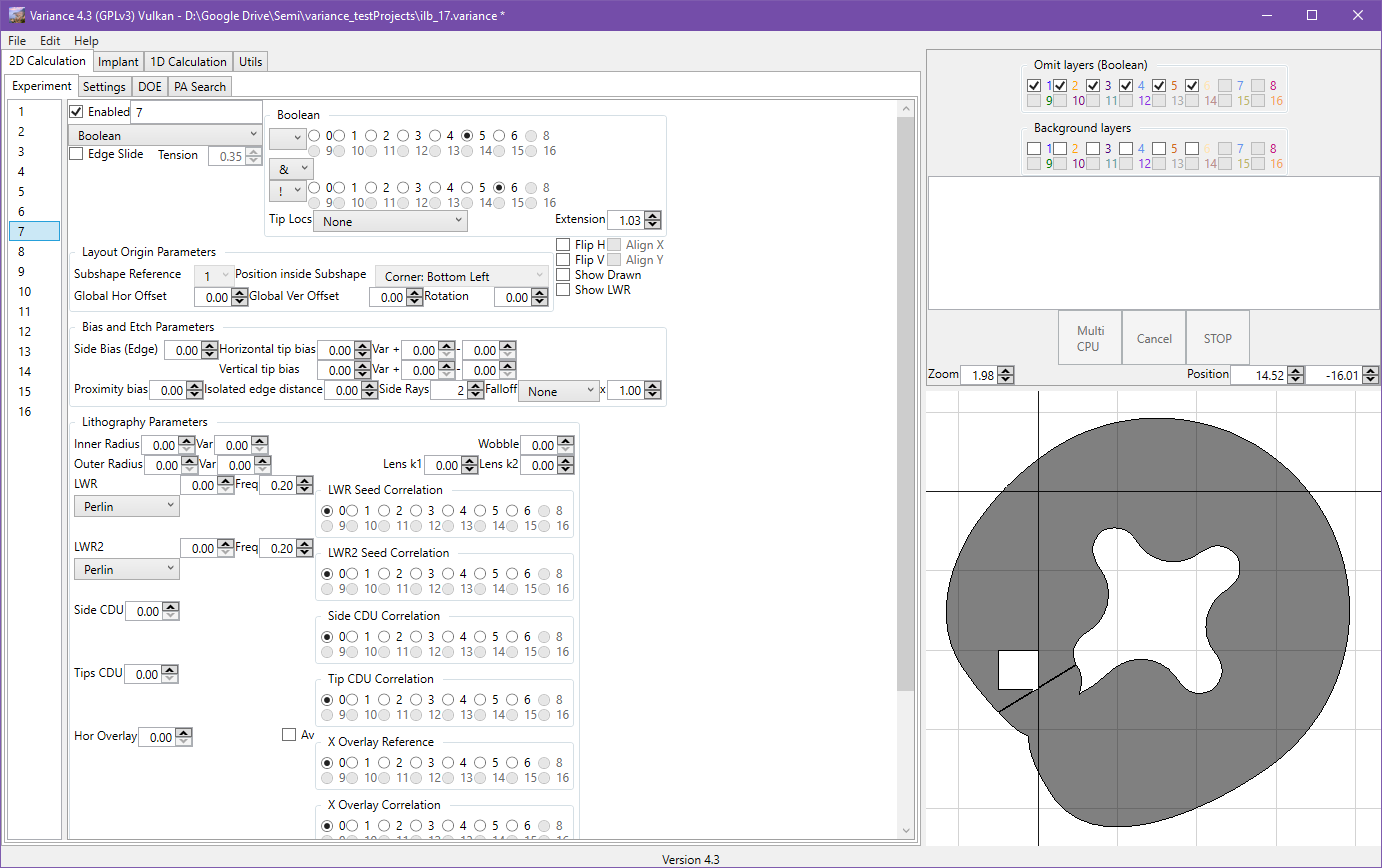 Variance 4.3 (GPLv3) Vulkan - D:\Google Drive\Semi\variance_testProjects\ilb_17.variance *
File Edit Help
2D Calculation Implant 1D Calculation Utils
Experiment Settings DOE PA Search
1
2
3
4
5
6
7
8
9
10
11
12
13
14
15
16
Enabled 7
Boolean
Edge Slide Tension 0.35
Boolean
0 1 2 3 4 5 6 8
9 10 11 12 13 14 15 16
&
! 0 1 2 3 4 5 6 8
9 10 11 12 13 14 15 16
Tip Locs None Extension 1.03
Layout Origin Parameters
Subshape Reference 1 Position inside Subshape Corner: Bottom Left
Global Hor Offset 0.00 Global Ver Offset 0.00 Rotation 0.00
Flip H Align X
Flip V Align Y
Show Drawn
Show LWR
Bias and Etch Parameters
Side Bias (Edge) 0.00 Horizontal tip bias 0.00 Var + 0.00 - 0.00
Vertical tip bias 0.00 Var + 0.00 - 0.00
Proximity bias 0.00 Isolated edge distance 0.00 Side Rays 2 Falloff None x 1.00
Lithography Parameters
Inner Radius 0.00 Var 0.00 Wobble 0.00
Outer Radius 0.00 Var 0.00 Lens k1 0.00 Lens k2 0.00
LWR 0.00 Freq 0.20
Perlin
LWR Seed Correlation
0 1 2 3 4 5 6 8
9 10 11 12 13 14 15 16
LWR2 0.00 Freq 0.20
Perlin
LWR2 Seed Correlation
0 1 2 3 4 5 6 8
9 10 11 12 13 14 15 16
Side CDU 0.00
Side CDU Correlation
0 1 2 3 4 5 6 8
9 10 11 12 13 14 15 16
Tips CDU 0.00
Tip CDU Correlation
0 1 2 3 4 5 6 8
9 10 11 12 13 14 15 16
Hor Overlay 0.00 Av
X Overlay Reference
0 1 2 3 4 5 6 8
9 10 11 12 13 14 15 16
X Overlay Correlation
0 1 2 3 4 5 6 8
Omit layers (Boolean)
1 2 3 4 5 6 7 8
9 10 11 12 13 14 15 16
Background layers
1 2 3 4 5 6 7 8
9 10 11 12 13 14 15 16
Multi CPU Cancel STOP
Zoom 1.98 Position 14.52 -16.01
Version 4.3